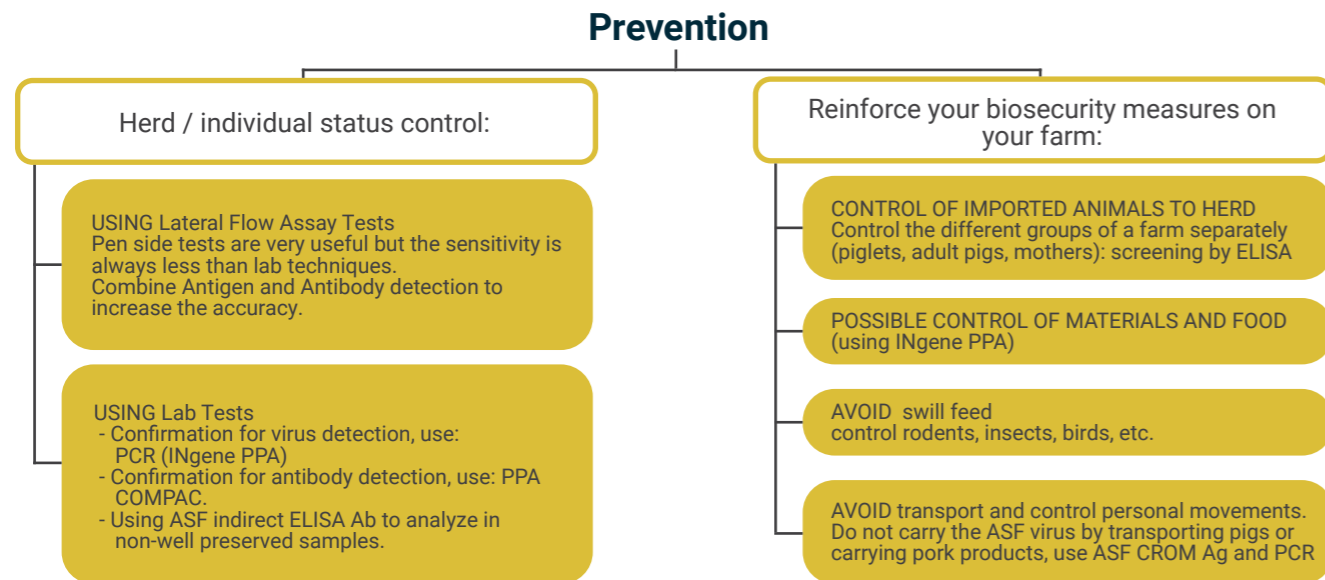 Prevention
Herd / individual status control:
USING Lateral Flow Assay Tests
Pen side tests are very useful but the sensitivity is
always less than lab techniques.
Combine Antigen and Antibody detection to
increase the accuracy.
USING Lab Tests
- Confirmation for virus detection, use:
PCR (INgene PPA)
- Confirmation for antibody detection, use: PPA
COMPAC.
- Using ASF indirect ELISA Ab to analyze in
non-well preserved samples.
Reinforce your biosecurity measures on
your farm:
CONTROL OF IMPORTED ANIMALS TO HERD
Control the different groups of a farm separately
(piglets, adult pigs, mothers): screening by ELISA
POSSIBLE CONTROL OF MATERIALS AND FOOD
(using INgene PPA)
AVOID swill feed
control rodents, insects, birds, etc.
AVOID transport and control personal movements.
Do not carry the ASF virus by transporting pigs or
carrying pork products, use ASF CROM Ag and PCR